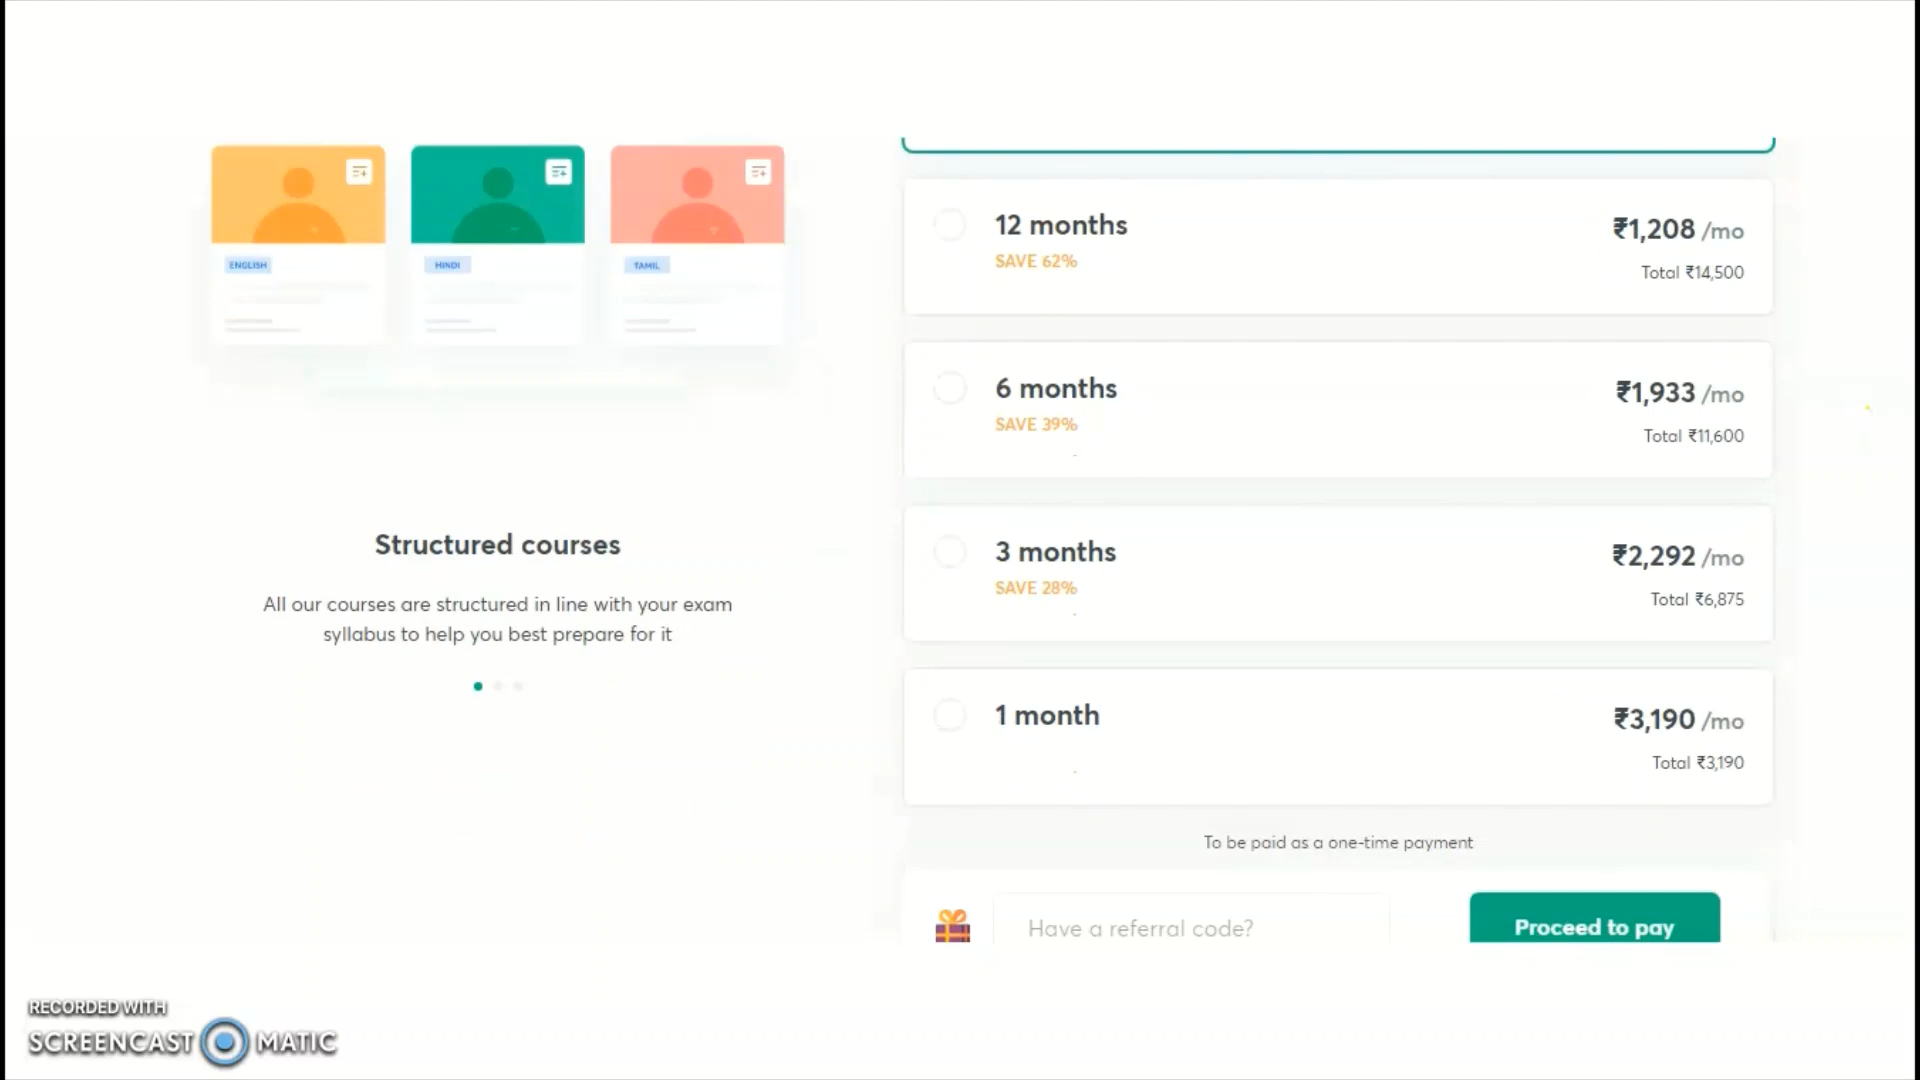 ENGLISH
HINDI
TAMIL
Structured courses
All our courses are structured in line with your exam
syllabus to help you best prepare for it
12 months
₹1,208 /mo
SAVE 62%
Total ₹14,500
6 months
₹1,933 /mo
SAVE 39%
Total ₹11,600
3 months
₹2,292 /mo
SAVE 28%
Total ₹6,875
1 month
₹3,190 /mo
Total ₹3,190
To be paid as a one-time payment
Have a referral code?
Proceed to pay
RECORDED WITH
SCREENCAST MATIC